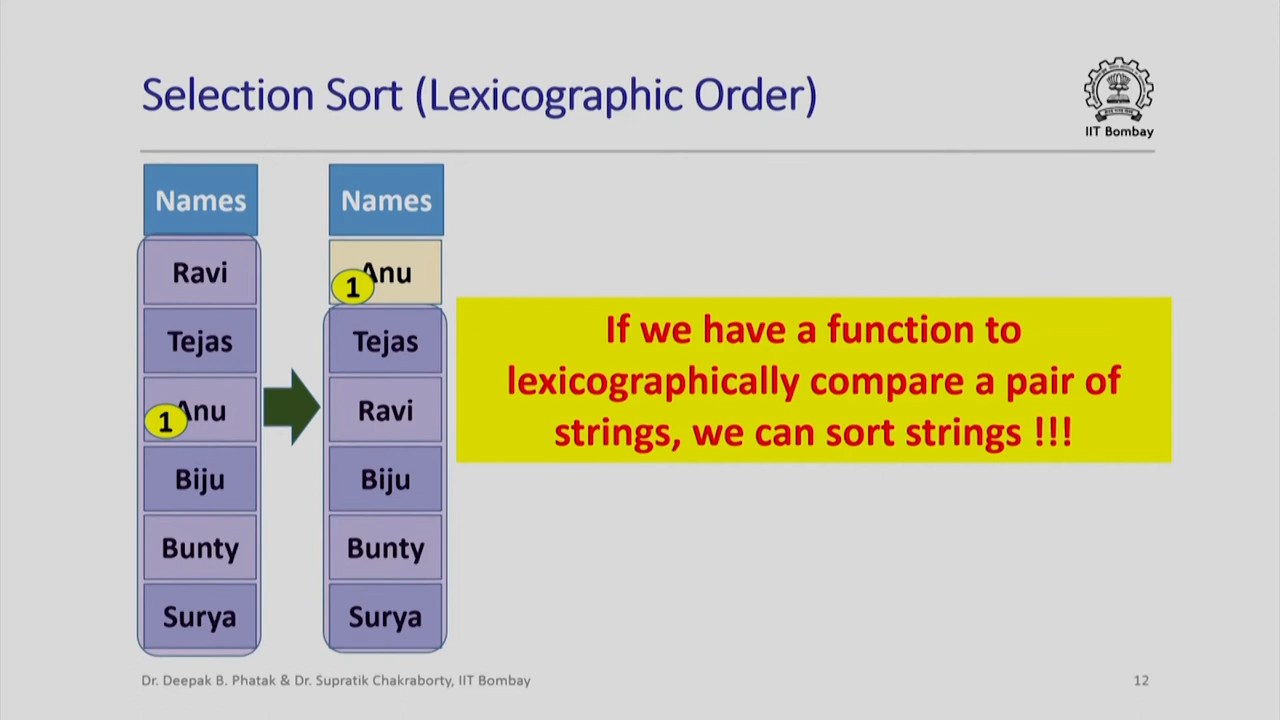 Selection Sort (Lexicographic Order)
IIT Bombay
Names
Ravi
Tejas
1 Anu
Biju
Bunty
Surya
Names
1 Anu
Tejas
Ravi
Biju
Bunty
Surya
If we have a function to
lexicographically compare a pair of
strings, we can sort strings !!!
Dr. Deepak B. Phatak & Dr. Supratik Chakraborty, IIT Bombay
12